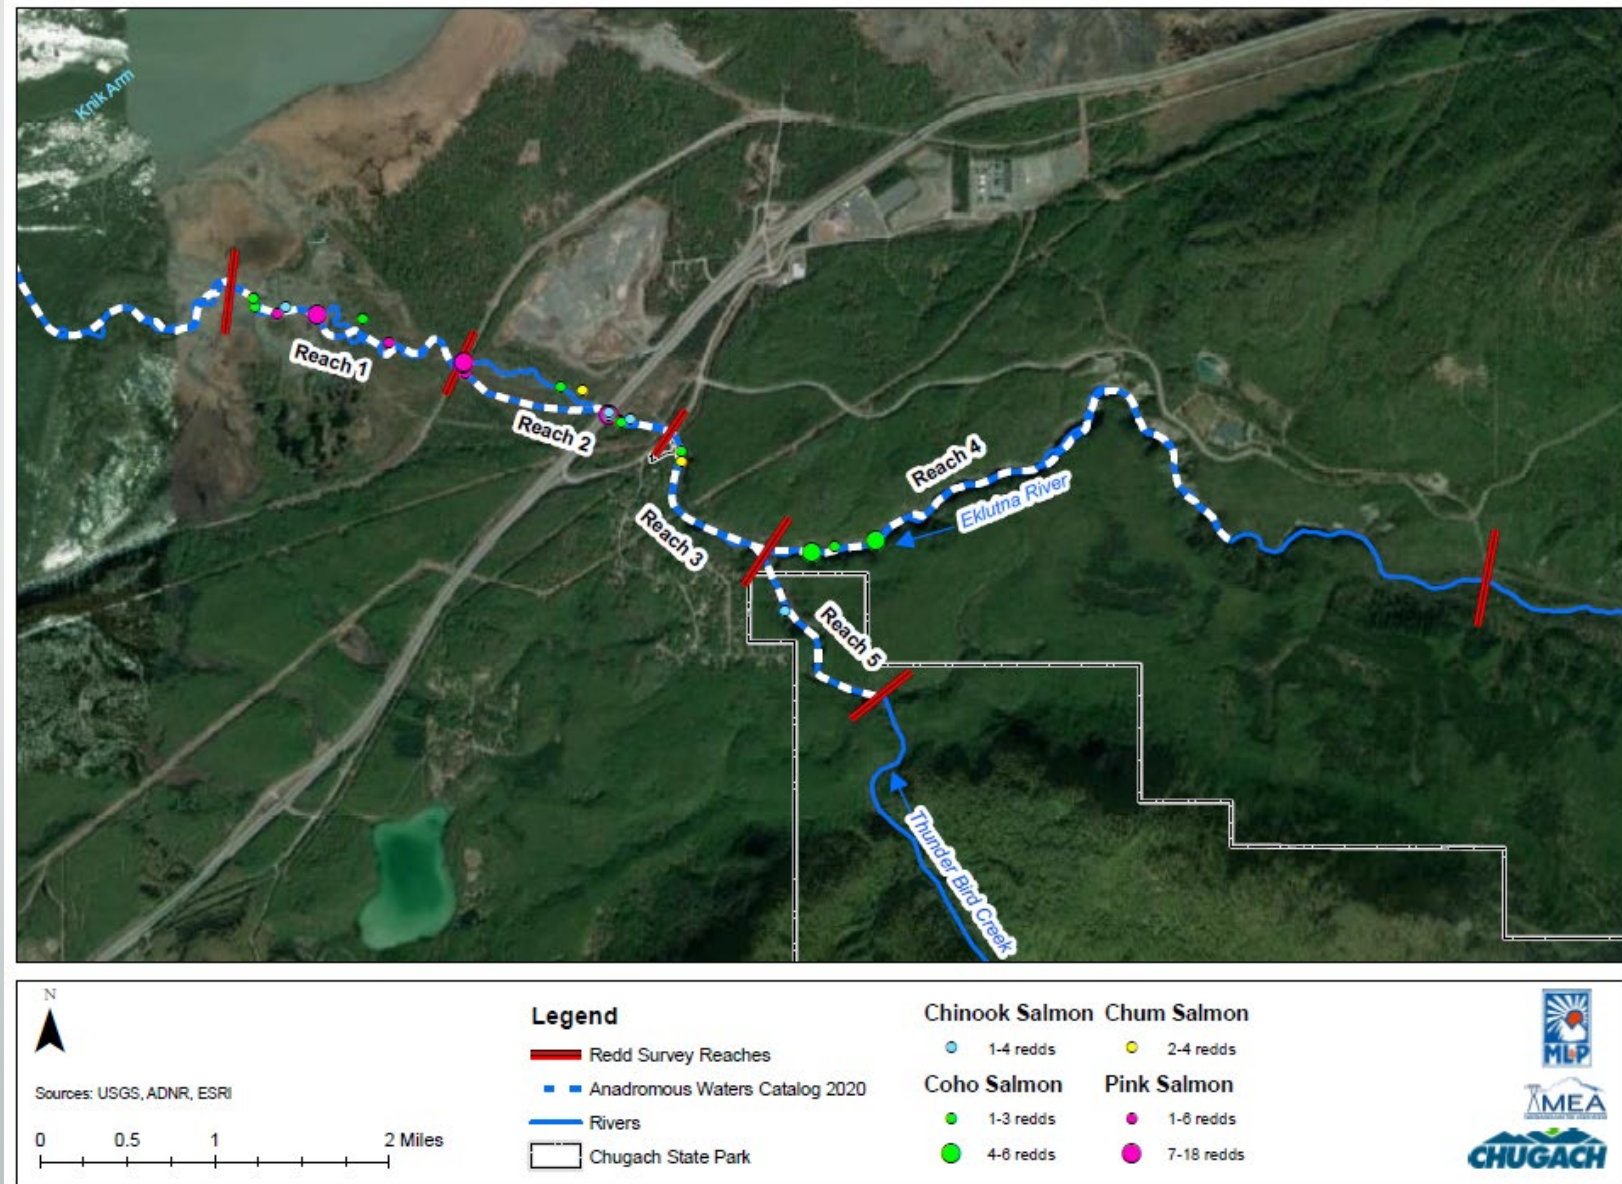 Knik Arm
Reach 1
Reach 2
Reach 3
Reach 4
Eklutna River
Reach 5
Thunder Bird Creek
N
Sources: USGS, ADNR, ESRI
0 0.5 1 2 Miles
Legend
Redd Survey Reaches
Anadromous Waters Catalog 2020
Rivers
Chugach State Park
Chinook Salmon
1-4 redds
Coho Salmon
1-3 redds
4-6 redds
Chum Salmon
2-4 redds
Pink Salmon
1-6 redds
7-18 redds
ML&P
MEA
CHUGACH